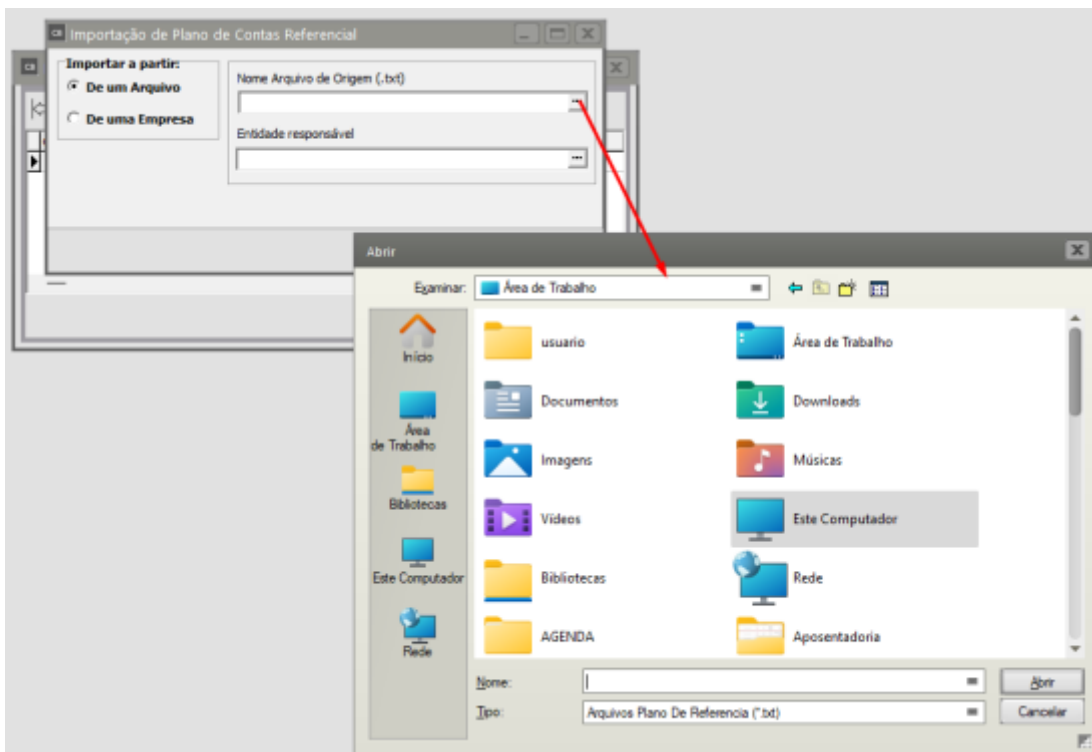 Importação de Plano de Contas Referencial
Importar a partir:
De um Arquivo
De uma Empresa
Nome Arquivo de Origem (.txt)
...
Entidade responsável
...
Abrir
Examinar:
Área de Trabalho
Início
Área
de Trabalho
Bibliotecas
Este Computador
Rede
usuario
Área de Trabalho
Documentos
Downloads
Imagens
Músicas
Vídeos
Este Computador
Bibliotecas
Rede
AGENDA
Aposentadoria
Nome:
Abrir
Tipo:
Arquivos Plano De Referencia (*.txt)
Cancelar